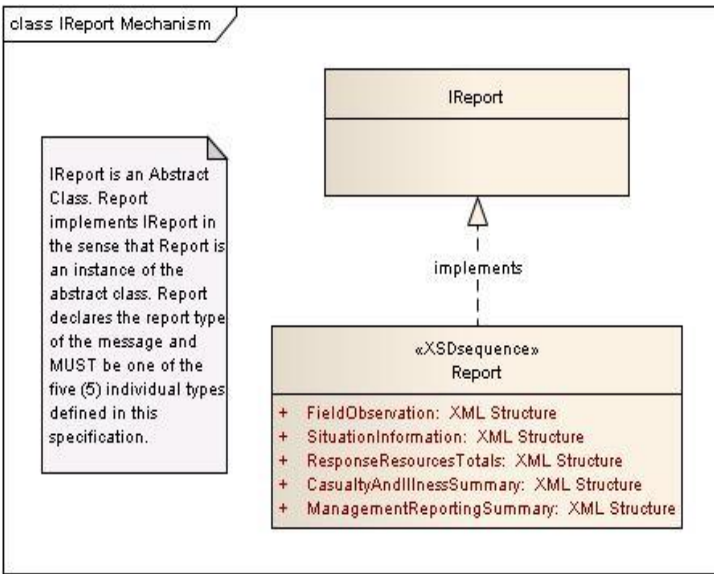 class IReport Mechanism
IReport
IReport is an Abstract
Class. Report
implements IReport in
the sense that Report is
an instance of the
abstract class. Report
declares the report type
of the message and
MUST be one of the
five (5) individual types
defined in this
specification.
implements
«XSDsequence»
Report
+ FieldObservation: XML Structure
+ SituationInformation: XML Structure
+ ResponseResourcesTotals: XML Structure
+ CasualtyAndIllnessSummary: XML Structure
+ ManagementReportingSummary: XML Structure